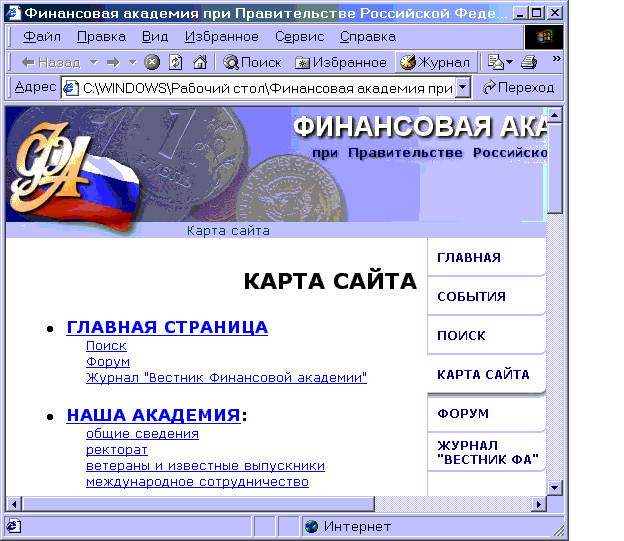 Финансовая академия при Правительстве Российской Феде...
Файл Правка Вид Избранное Сервис Справка
Назад Поиск Избранное Журнал »
Адрес C:\WINDOWS\Рабочий стол\Финансовая академия при Переход
ФИНАНСОВАЯ АКА
при Правительстве Российско
ФА
Карта сайта
КАРТА САЙТА
ГЛАВНАЯ СТРАНИЦА
Поиск
Форум
Журнал "Вестник Финансовой академии"
НАША АКАДЕМИЯ:
общие сведения
ректорат
ветераны и известные выпускники
международное сотрудничество
ГЛАВНАЯ
СОБЫТИЯ
ПОИСК
КАРТА САЙТА
ФОРУМ
ЖУРНАЛ
"ВЕСТНИК ФА"
Интернет